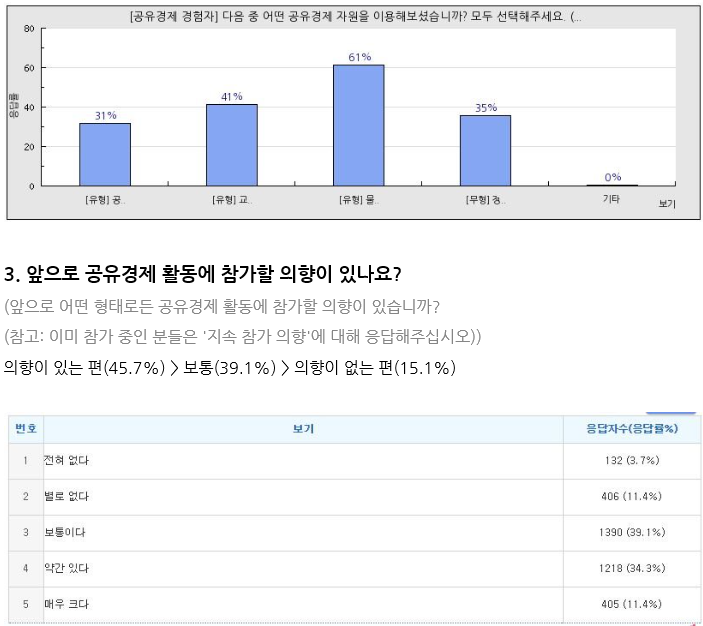 [공유경제 경험자] 다음 중 어떤 공유경제 자원을 이용해보셨습니까? 모두 선택해주세요. (...
80
60
40
20
0
응답률
31%
41%
61%
35%
0%
[유형] 공..
[유형] 교..
[유형] 물..
[무형] 경..
기타
보기
3. 앞으로 공유경제 활동에 참가할 의향이 있나요?
(앞으로 어떤 형태로든 공유경제 활동에 참가할 의향이 있습니까?
(참고: 이미 참가 중인 분들은 '지속 참가 의향'에 대해 응답해주십시오))
의향이 있는 편(45.7%) > 보통(39.1%) > 의향이 없는 편(15.1%)
번호 보기 응답자수(응답률%)
1 전혀 없다 132 (3.7%)
2 별로 없다 406 (11.4%)
3 보통이다 1390 (39.1%)
4 약간 있다 1218 (34.3%)
5 매우 크다 405 (11.4%)